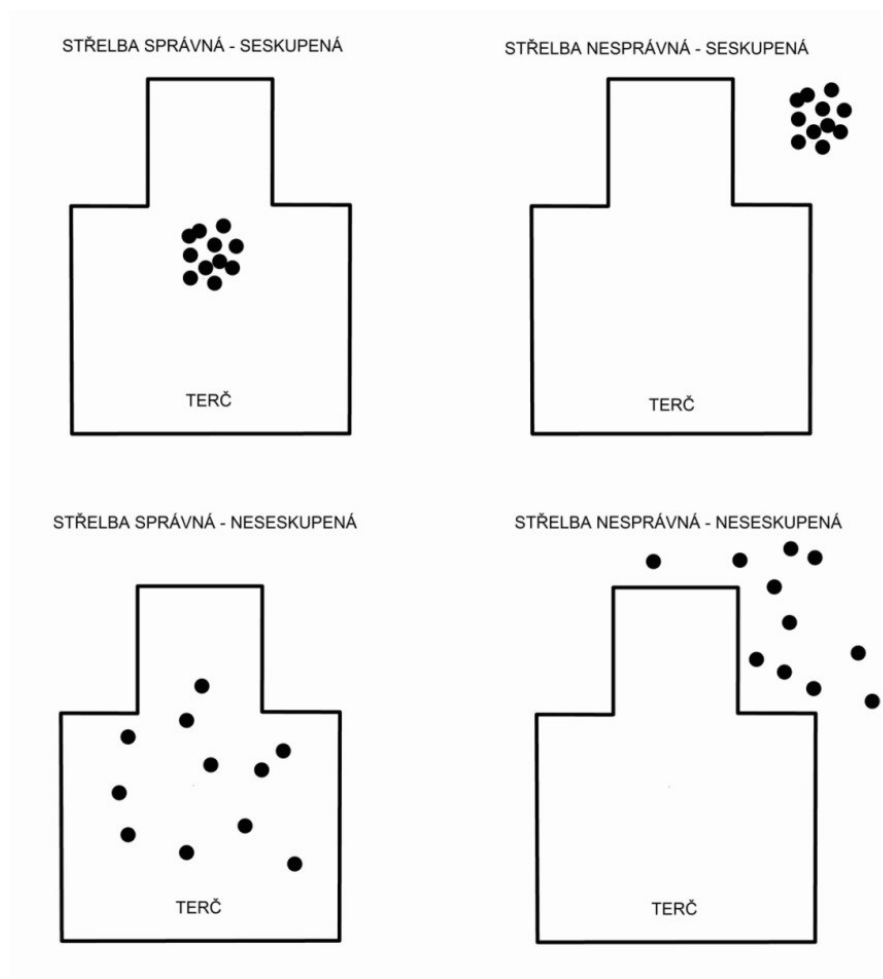 STŘELBA SPRÁVNÁ - SESKUPENÁ
STŘELBA NESPRÁVNÁ - SESKUPENÁ
TERČ
TERČ
STŘELBA SPRÁVNÁ - NESESKUPENÁ
STŘELBA NESPRÁVNÁ - NESESKUPENÁ
TERČ
TERČ